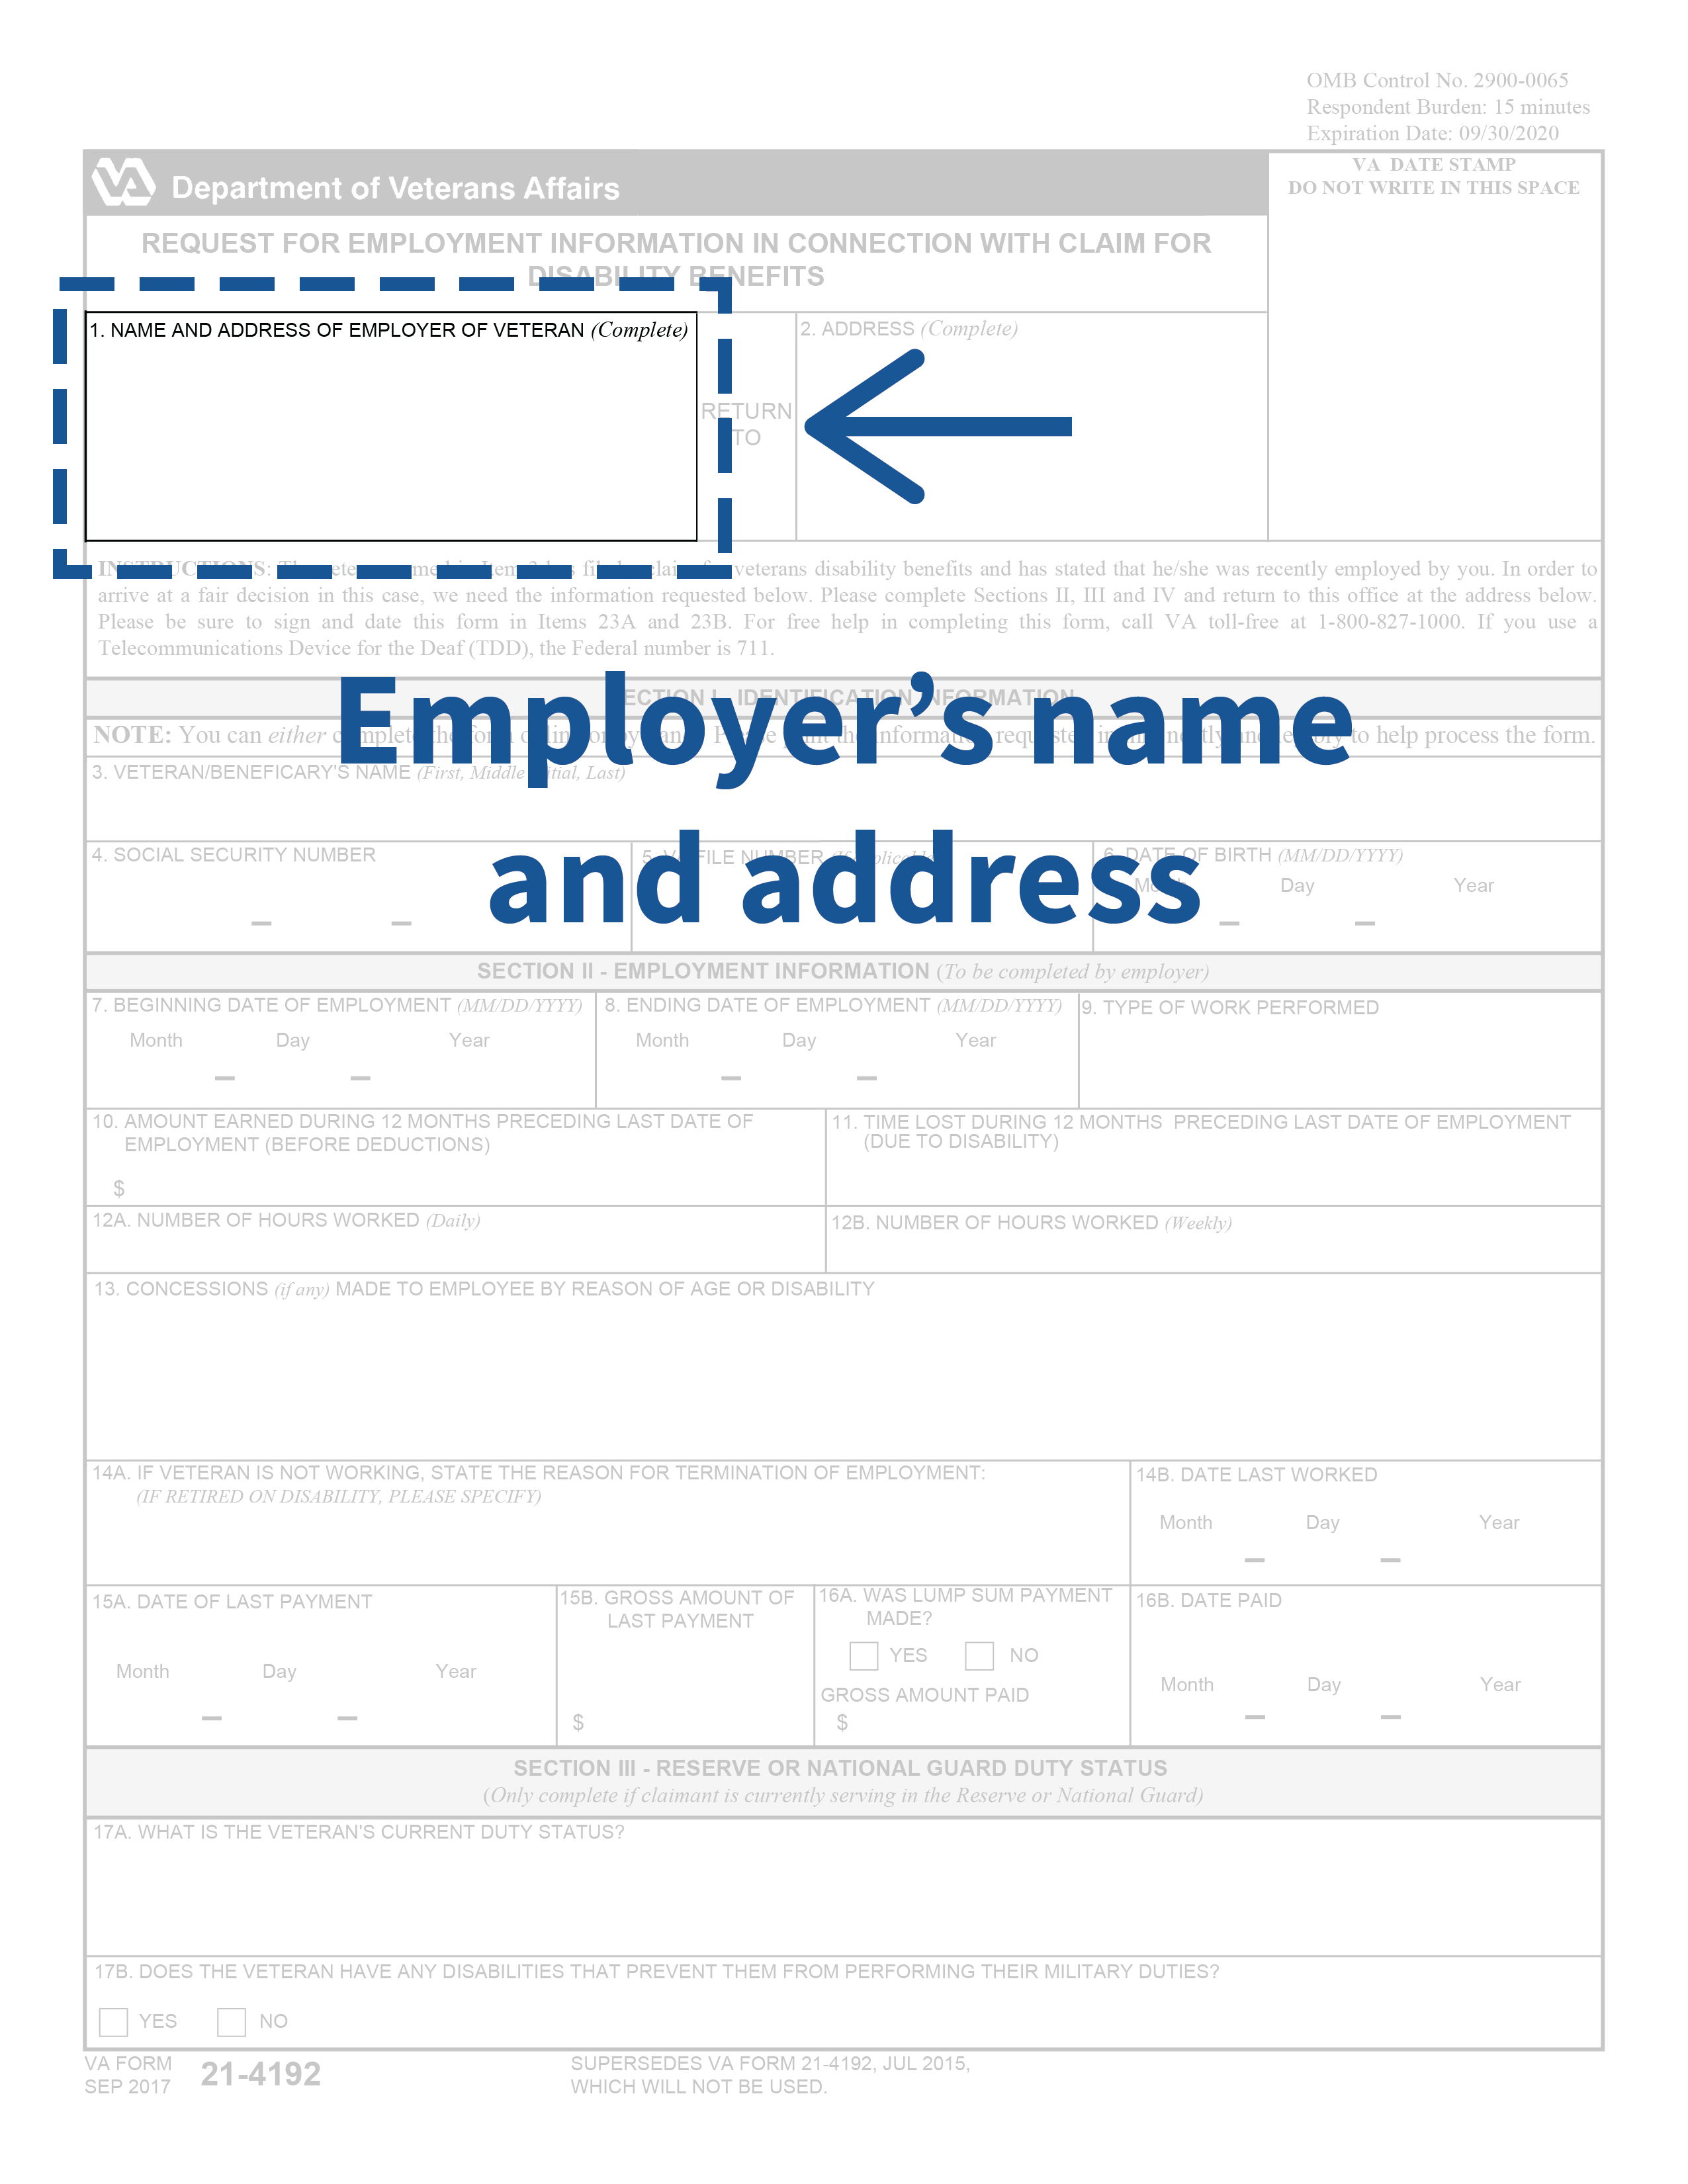 OMB Control No. 2900-0065
Respondent Burden: 15 minutes
Expiration Date: 09/30/2020
VA Department of Veterans Affairs
VA DATE STAMP
DO NOT WRITE IN THIS SPACE
REQUEST FOR EMPLOYMENT INFORMATION IN CONNECTION WITH CLAIM FOR
DISABILITY BENEFITS
1. NAME AND ADDRESS OF EMPLOYER OF VETERAN (Complete)
RETURN
TO
2. ADDRESS (Complete)
INSTRUCTIONS: veterans disability benefits and has stated that he/she was recently employed by you. In order to
arrive at a fair decision in this case, we need the information requested below. Please complete Sections II, III and IV and return to this office at the address below.
Please be sure to sign and date this form in Items 23A and 23B. For free help in completing this form, call VA toll-free at 1-800-827-1000. If you use a
Telecommunications Device for the Deaf (TDD), the Federal number is 711.
SECTION I - IDENTIFICATION INFORMATION
Employer's name
and address
NOTE: You can either complete the form online or by hand. Please print the information requested in ink, neatly and legibly to help process the form.
3. VETERAN/BENEFICARY'S NAME (First, Middle Initial, Last)
4. SOCIAL SECURITY NUMBER
5. VA FILE NUMBER (If applicable)
6. DATE OF BIRTH (MM/DD/YYYY)
Month Day Year
SECTION II - EMPLOYMENT INFORMATION (To be completed by employer)
7. BEGINNING DATE OF EMPLOYMENT (MM/DD/YYYY)
Month Day Year
8. ENDING DATE OF EMPLOYMENT (MM/DD/YYYY)
Month Day Year
9. TYPE OF WORK PERFORMED
10. AMOUNT EARNED DURING 12 MONTHS PRECEDING LAST DATE OF
EMPLOYMENT (BEFORE DEDUCTIONS)
$
11. TIME LOST DURING 12 MONTHS PRECEDING LAST DATE OF EMPLOYMENT
(DUE TO DISABILITY)
12A. NUMBER OF HOURS WORKED (Daily)
12B. NUMBER OF HOURS WORKED (Weekly)
13. CONCESSIONS (if any) MADE TO EMPLOYEE BY REASON OF AGE OR DISABILITY
14A. IF VETERAN IS NOT WORKING, STATE THE REASON FOR TERMINATION OF EMPLOYMENT:
(IF RETIRED ON DISABILITY, PLEASE SPECIFY)
14B. DATE LAST WORKED
Month Day Year
15A. DATE OF LAST PAYMENT
Month Day Year
15B. GROSS AMOUNT OF
LAST PAYMENT
$
16A. WAS LUMP SUM PAYMENT
MADE?
YES NO
GROSS AMOUNT PAID
$
16B. DATE PAID
Month Day Year
SECTION III - RESERVE OR NATIONAL GUARD DUTY STATUS
(Only complete if claimant is currently serving in the Reserve or National Guard)
17A. WHAT IS THE VETERAN'S CURRENT DUTY STATUS?
17B. DOES THE VETERAN HAVE ANY DISABILITIES THAT PREVENT THEM FROM PERFORMING THEIR MILITARY DUTIES?
YES NO
VA FORM
SEP 2017
21-4192
SUPERSEDES VA FORM 21-4192, JUL 2015,
WHICH WILL NOT BE USED.